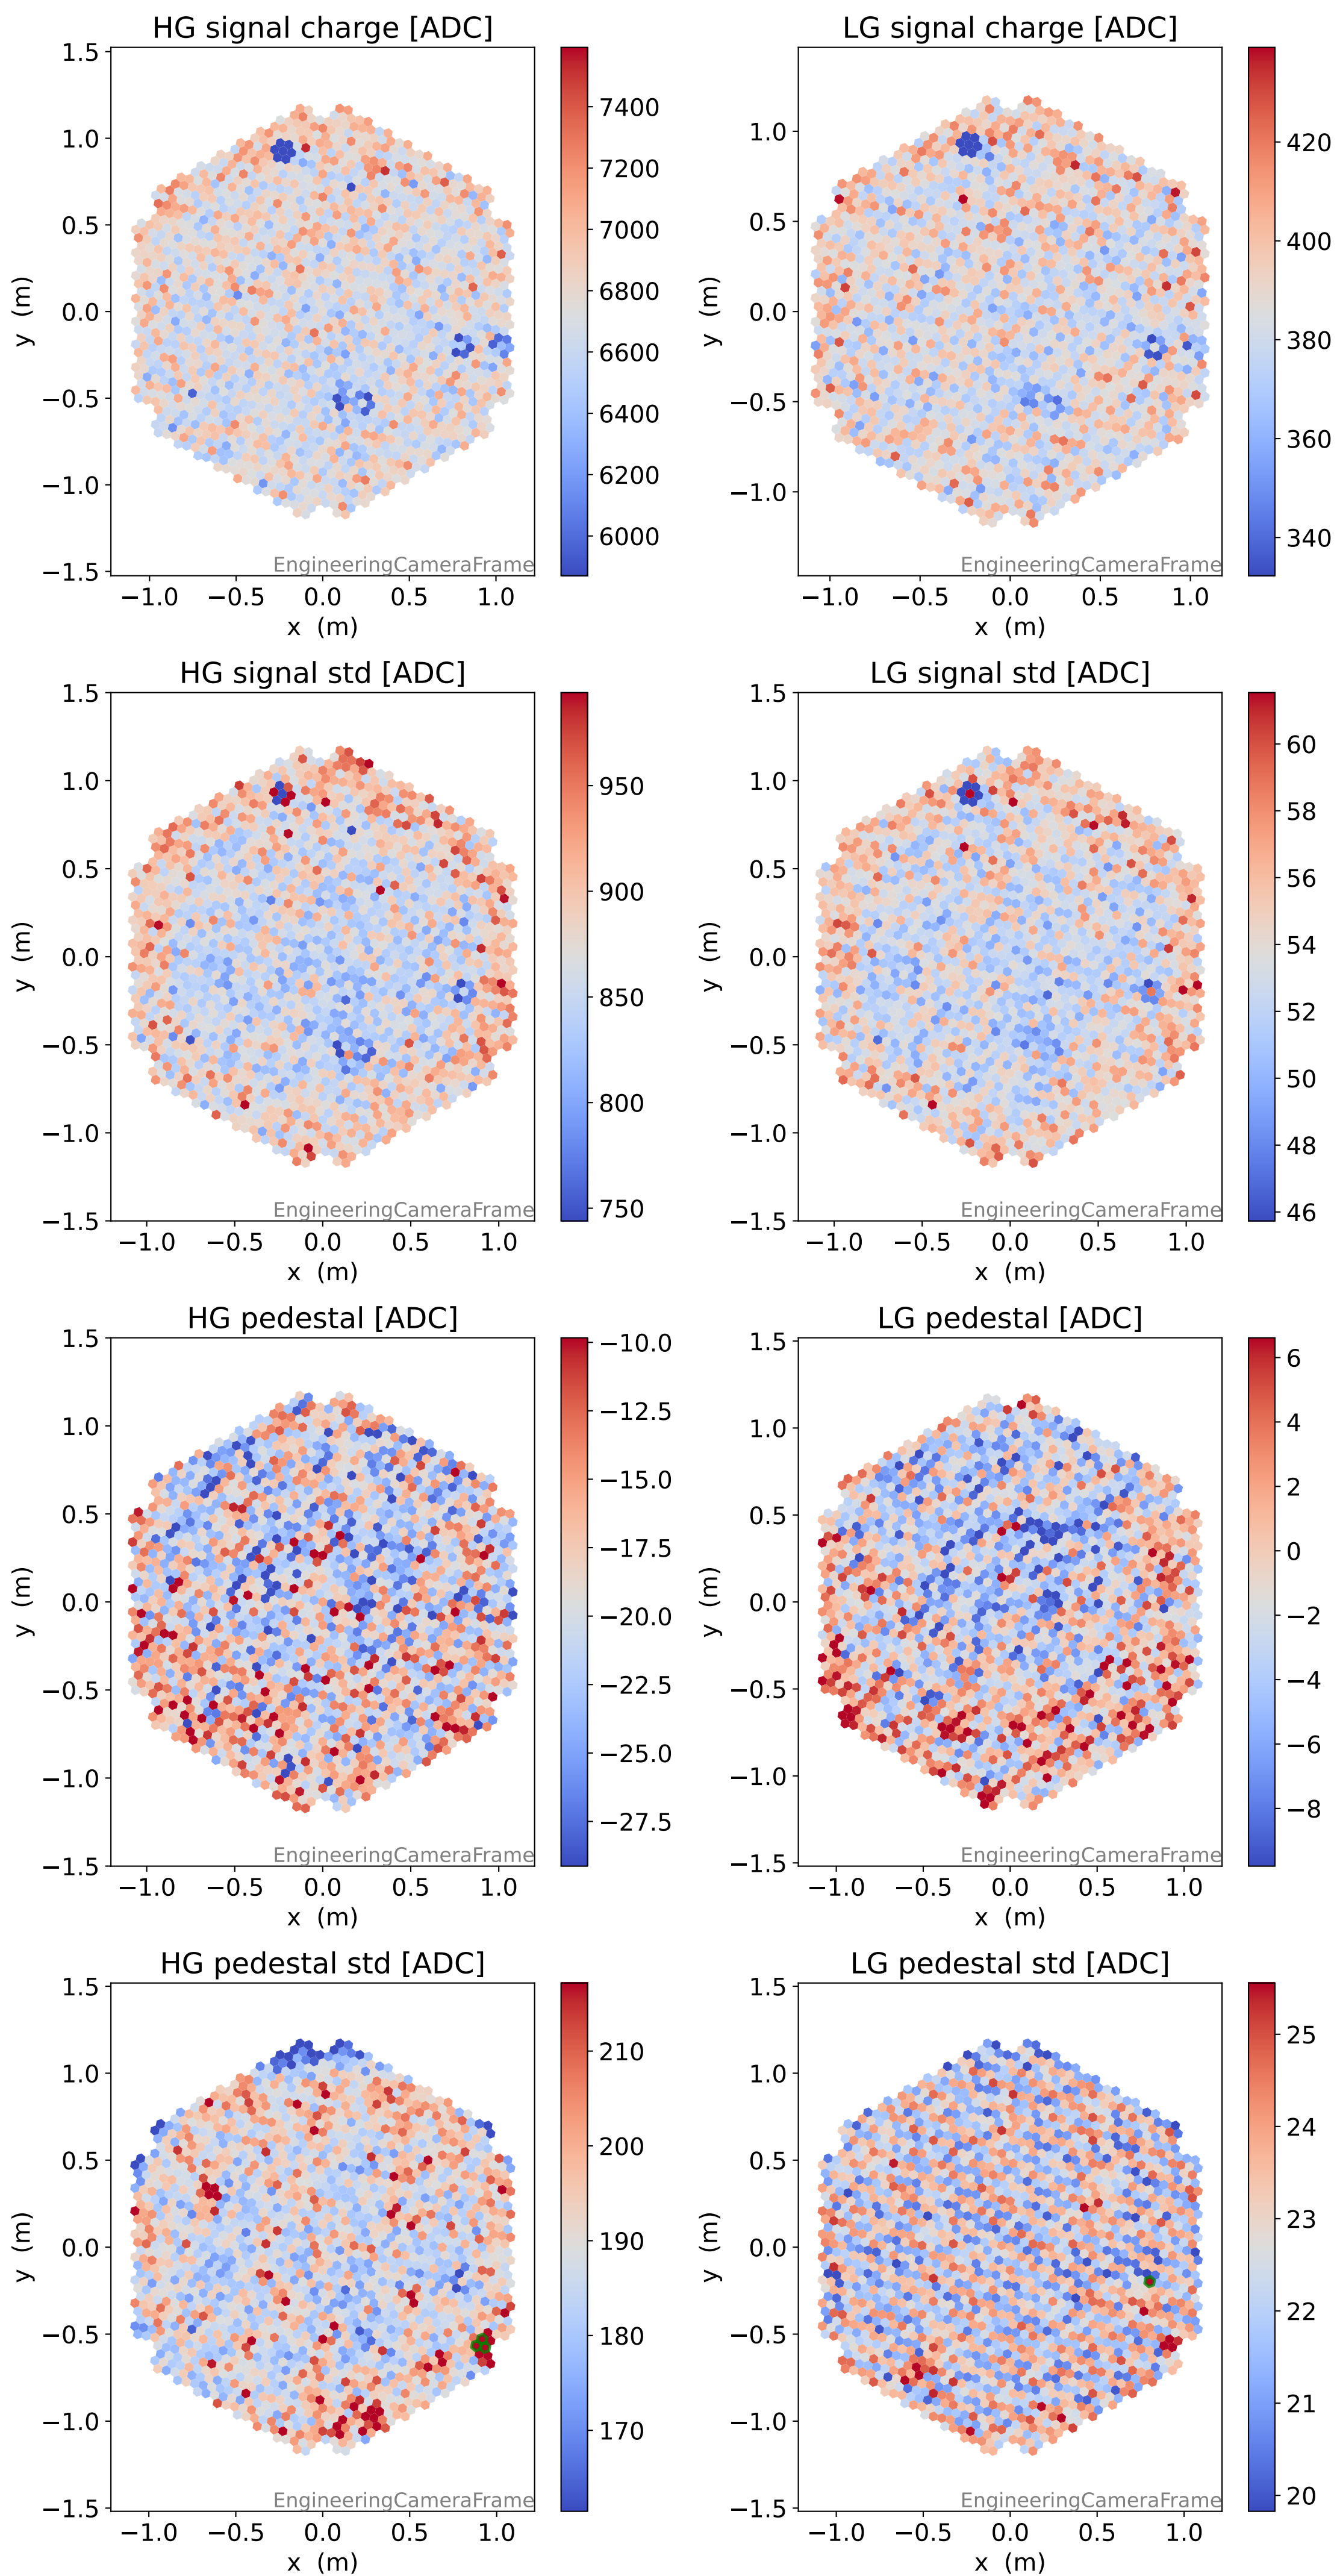 HG signal charge [ADC]
LG signal charge [ADC]
1.5
1.0
0.5
0.0
−0.5
−1.0
−1.5
y (m)
−1.0 −0.5 0.0 0.5 1.0
x (m)
EngineeringCameraFrame
7400
7200
7000
6800
6600
6400
6200
6000
1.0
0.5
0.0
−0.5
−1.0
y (m)
−1.0 −0.5 0.0 0.5 1.0
x (m)
EngineeringCameraFrame
420
400
380
360
340
HG signal std [ADC]
LG signal std [ADC]
1.5
1.0
0.5
0.0
−0.5
−1.0
−1.5
y (m)
−1.0 −0.5 0.0 0.5 1.0
x (m)
EngineeringCameraFrame
950
900
850
800
750
1.5
1.0
0.5
0.0
−0.5
−1.0
−1.5
y (m)
−1.0 −0.5 0.0 0.5 1.0
x (m)
EngineeringCameraFrame
60
58
56
54
52
50
48
46
HG pedestal [ADC]
LG pedestal [ADC]
1.5
1.0
0.5
0.0
−0.5
−1.0
−1.5
y (m)
−1.0 −0.5 0.0 0.5 1.0
x (m)
EngineeringCameraFrame
−10.0
−12.5
−15.0
−17.5
−20.0
−22.5
−25.0
−27.5
1.5
1.0
0.5
0.0
−0.5
−1.0
−1.5
y (m)
−1.0 −0.5 0.0 0.5 1.0
x (m)
EngineeringCameraFrame
6
4
2
0
−2
−4
−6
−8
HG pedestal std [ADC]
LG pedestal std [ADC]
1.5
1.0
0.5
0.0
−0.5
−1.0
−1.5
y (m)
−1.0 −0.5 0.0 0.5 1.0
x (m)
EngineeringCameraFrame
210
200
190
180
170
1.5
1.0
0.5
0.0
−0.5
−1.0
−1.5
y (m)
−1.0 −0.5 0.0 0.5 1.0
x (m)
EngineeringCameraFrame
25
24
23
22
21
20